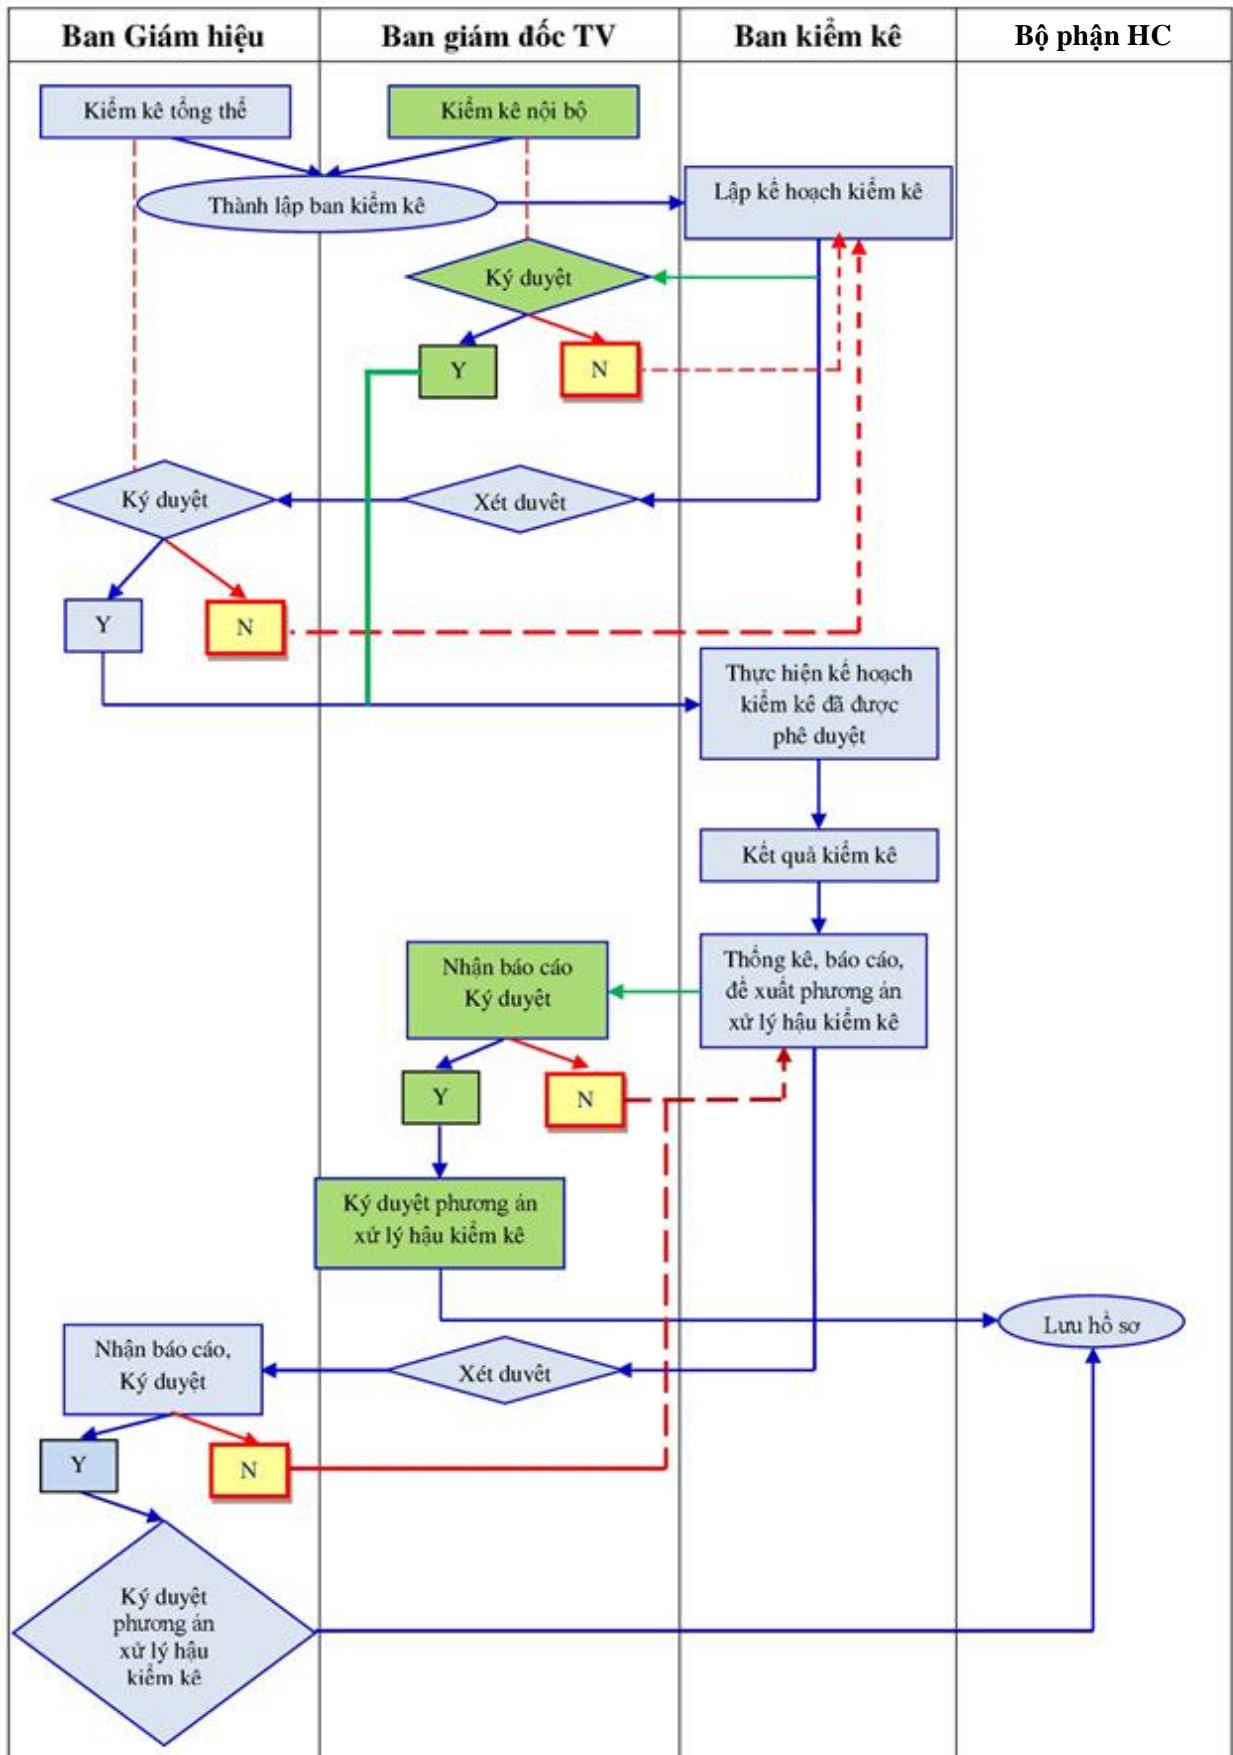 Ban Giám hiệu
Ban giám đốc TV
Ban kiểm kê
Bộ phận HC
Kiểm kê tổng thể
Kiểm kê nội bộ
Thành lập ban kiểm kê
Lập kế hoạch kiểm kê
Ký duyệt
Y
N
Ký duyệt
Xét duvêt
Y
N
Thực hiện kế hoạch
kiểm kê đã được
phê duyệt
Kết quả kiểm kê
Nhận báo cáo
Ký duyệt
Thống kê, báo cáo,
đề xuất phương án
xử lý hậu kiểm kê
Y
N
Ký duyệt phương án
xử lý hậu kiểm kê
Lưu hồ sơ
Nhận báo cáo,
Ký duyệt
Xét duvêt
Y
N
Ký duyệt
phương án
xử lý hậu
kiểm kê